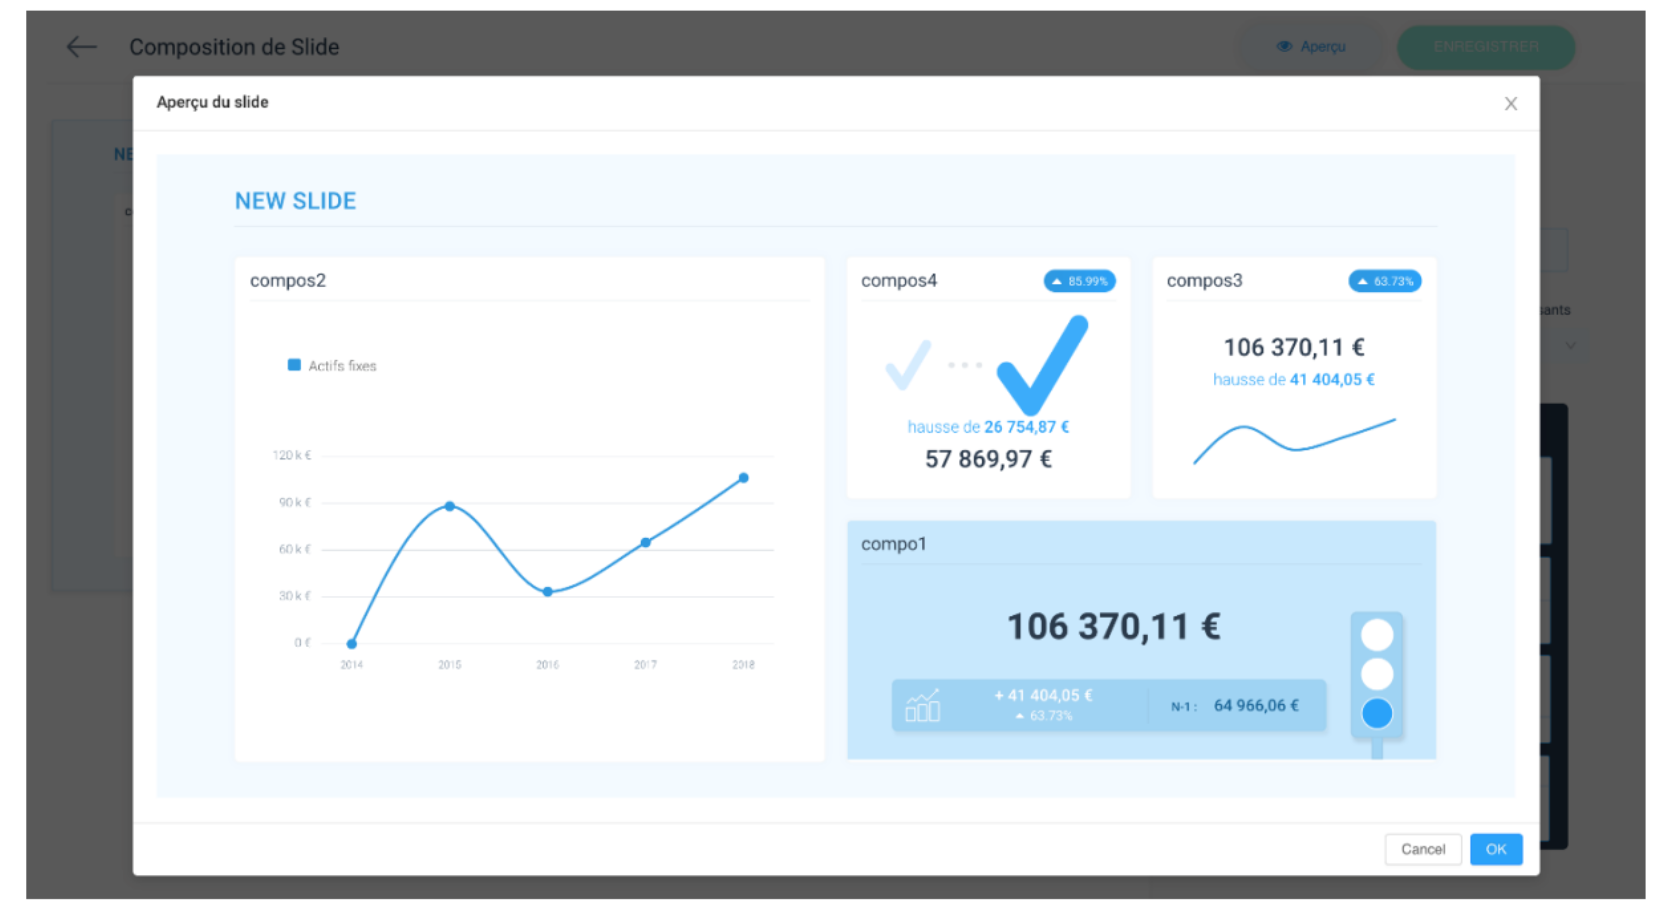 Composition de Slide
Aperçu
ENREGISTRER
Aperçu du slide
X
NEW SLIDE
compos2
Actifs fixes
120 k €
90 k €
60 k €
30 k €
0 €
2014 2015 2016 2017 2018
compos4
85.99%
hausse de 26 754,87 €
57 869,97 €
compos3
63.73%
106 370,11 €
hausse de 41 404,05 €
compo1
106 370,11 €
+ 41 404,05 €
63.73%
N-1 : 64 966,06 €
Cancel
OK